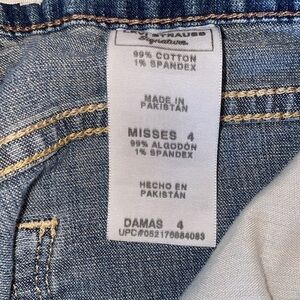 STRAUSS
Signature
99% COTTON
1% SPANDEX
MADE IN
PAKISTAN
MISSES 4
99% ALGODÓN
1% SPANDEX
HECHO EN
PAKISTAN
DAMAS 4
UPC#052176684083